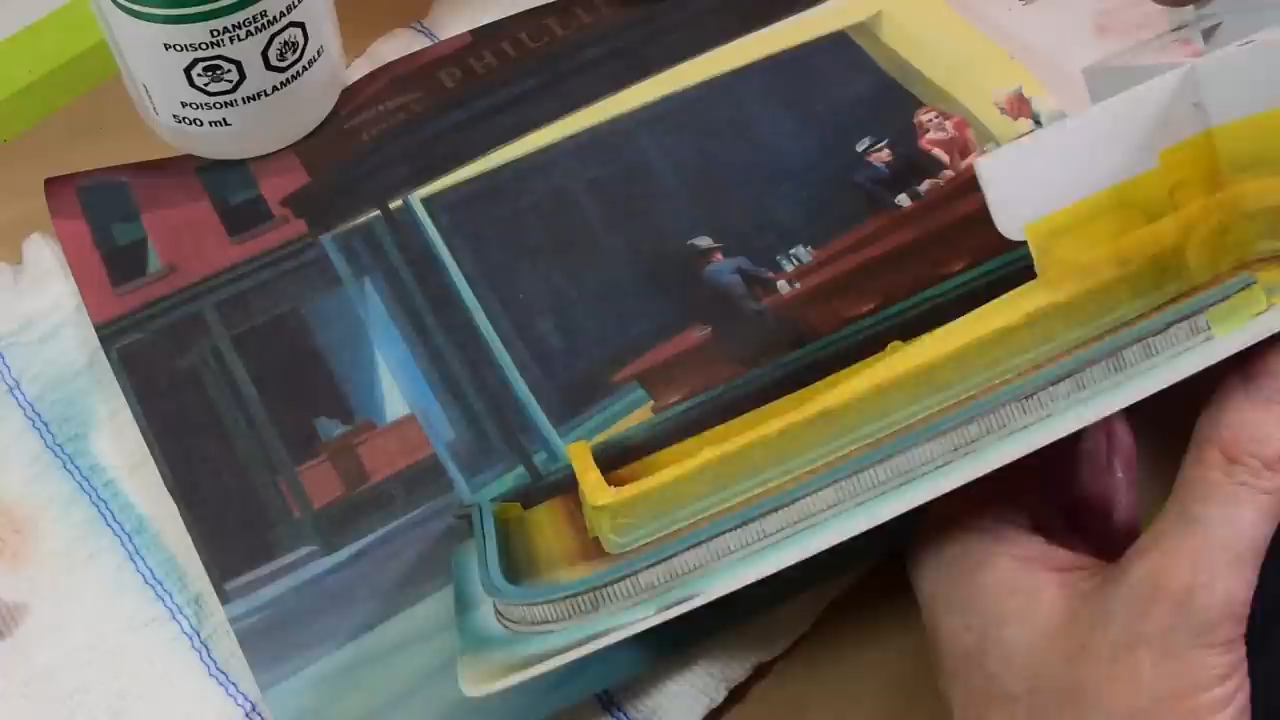 DANGER
POISON! FLAMMABLE!
POISON! INFLAMMABLE!
500 mL
PHILLI